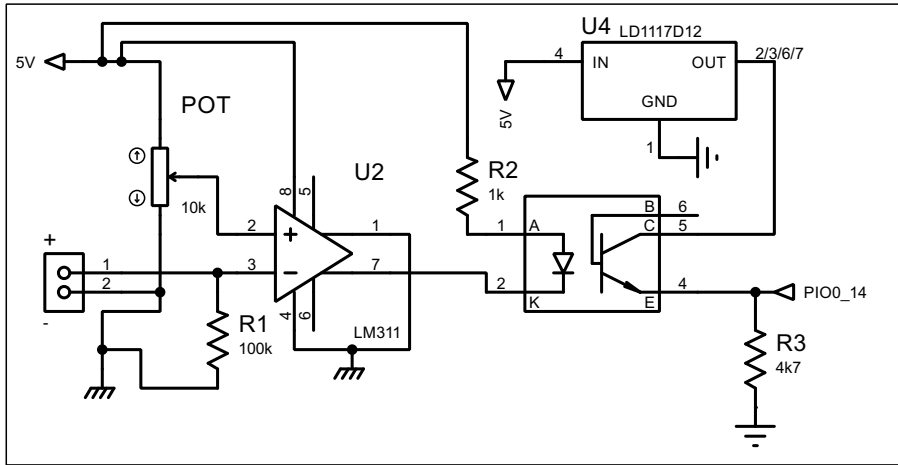 U4 LD1117D12
5V
4 IN OUT 2/3/6/7
GND
5V
1
POT
10k
8 5
U2
R2
1k
B 6
C 5
1 A
2 1
+
+ 1
3
7
2
K
E 4
PIO0_14
2
-
4 6
LM311
R1
100k
R3
4k7